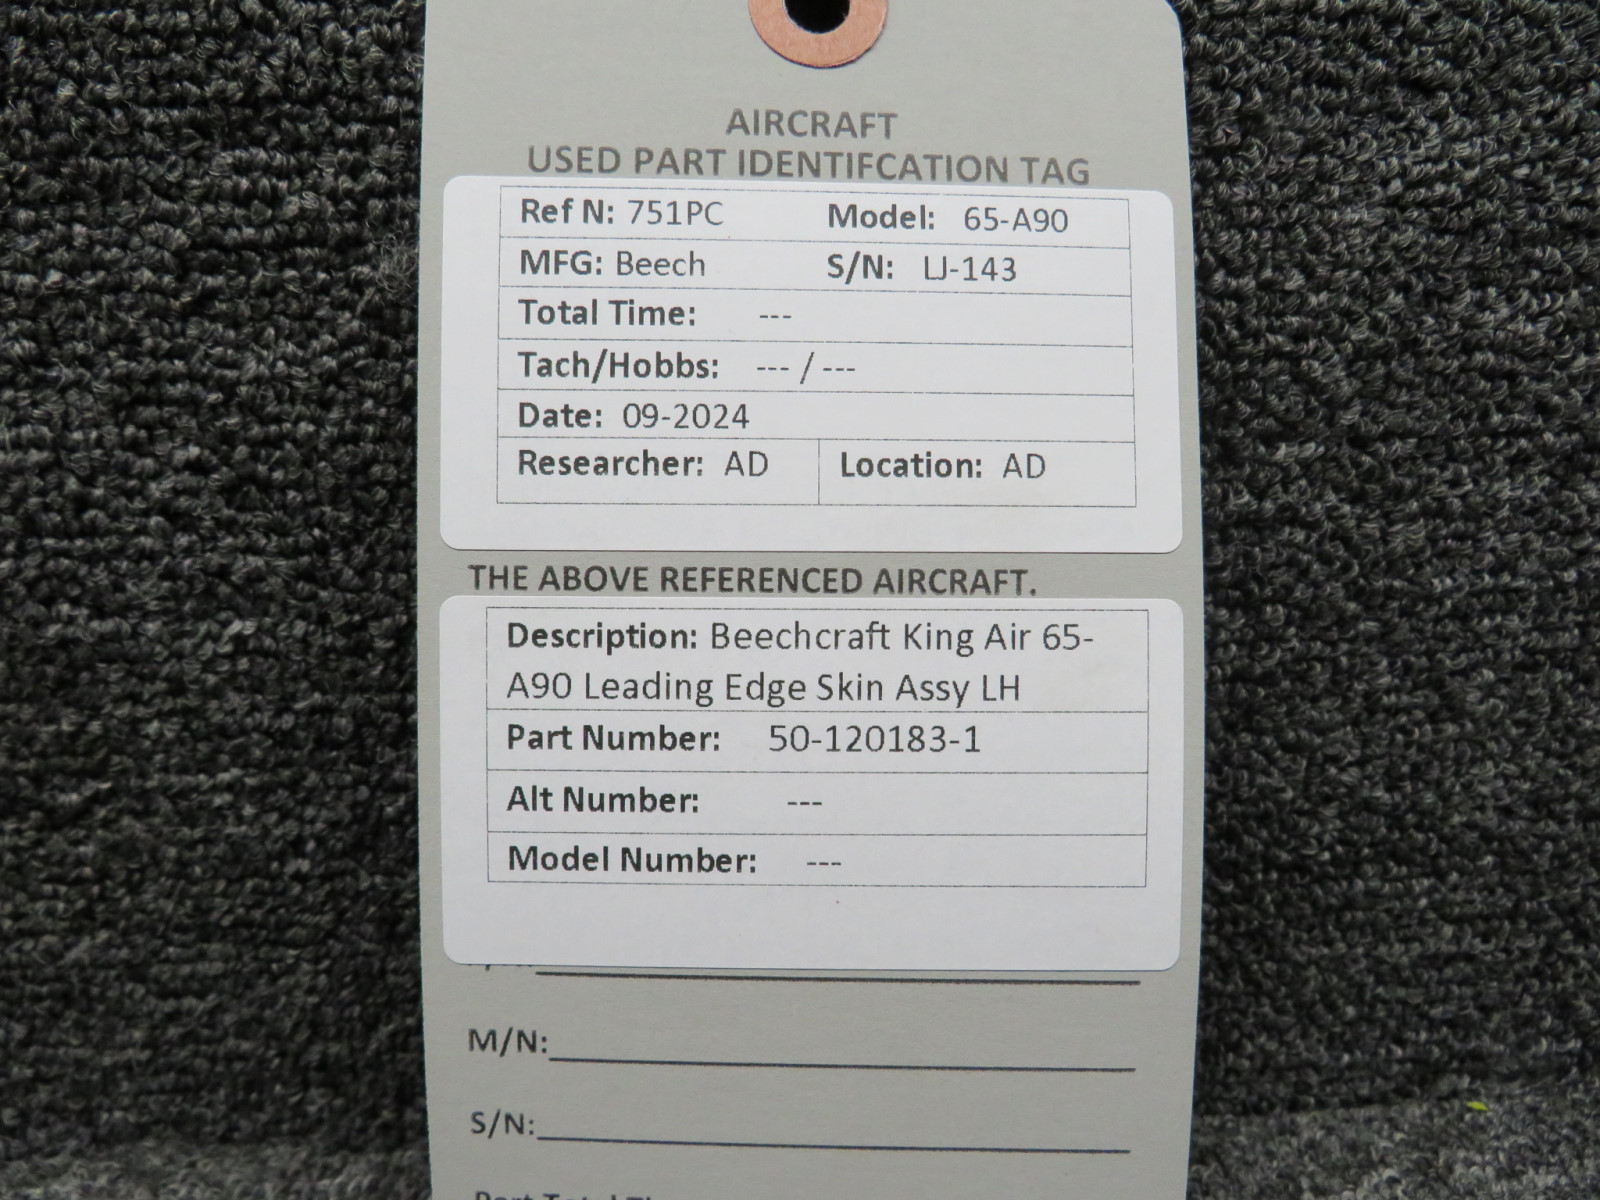 AIRCRAFT
USED PART IDENTIFCATION TAG
Ref N: 751PC Model: 65-A90
MFG: Beech S/N: LJ-143
Total Time: ---
Tach/Hobbs: --- / ---
Date: 09-2024
Researcher: AD Location: AD
THE ABOVE REFERENCED AIRCRAFT.
Description: Beechcraft King Air 65-
A90 Leading Edge Skin Assy LH
Part Number: 50-120183-1
Alt Number: ---
Model Number: ---
M/N:
S/N:
Part Total